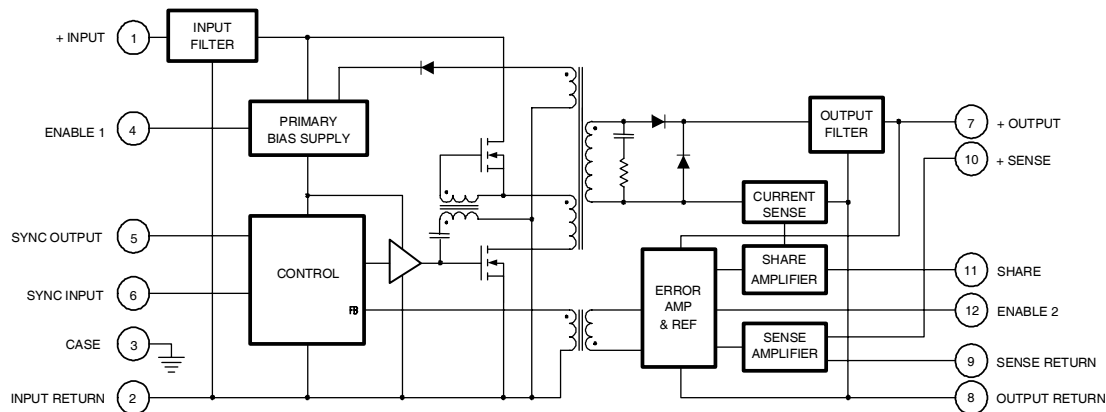 + INPUT
1
INPUT
FILTER
ENABLE 1
4
PRIMARY
BIAS SUPPLY
SYNC OUTPUT
5
SYNC INPUT
6
CONTROL
FB
CASE
3
INPUT RETURN
2
OUTPUT
FILTER
7
+ OUTPUT
10
+ SENSE
CURRENT
SENSE
SHARE
AMPLIFIER
11
SHARE
ERROR
AMP
& REF
12
ENABLE 2
SENSE
AMPLIFIER
9
SENSE RETURN
8
OUTPUT RETURN